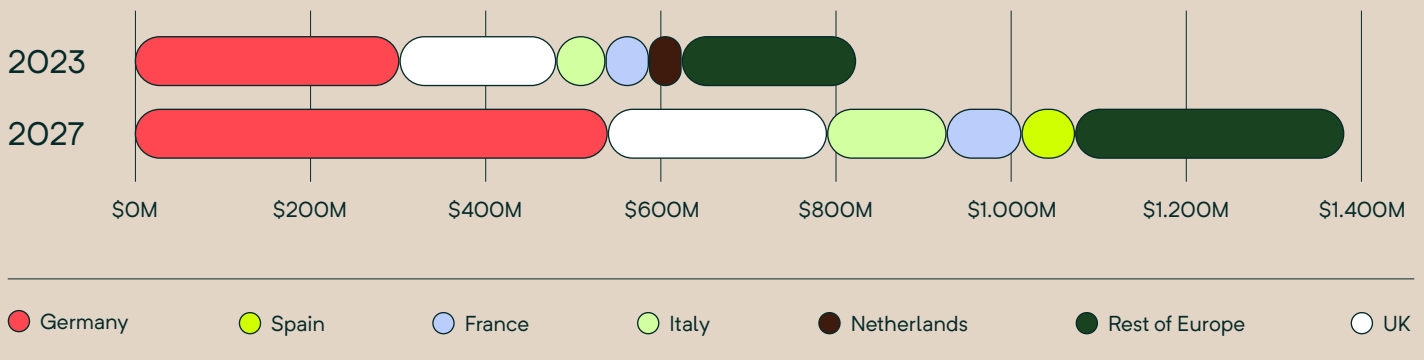 2023
2027
$0M $200M $400M $600M $800M $1.000M $1.200M $1.400M
Germany Spain France Italy Netherlands Rest of Europe UK